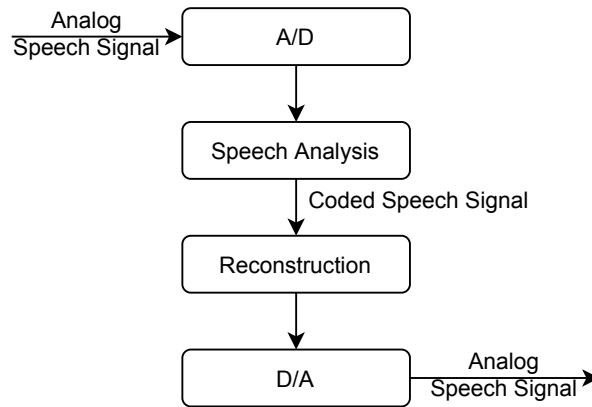 Analog
Speech Signal
A/D
Speech Analysis
Coded Speech Signal
Reconstruction
D/A
Analog
Speech Signal